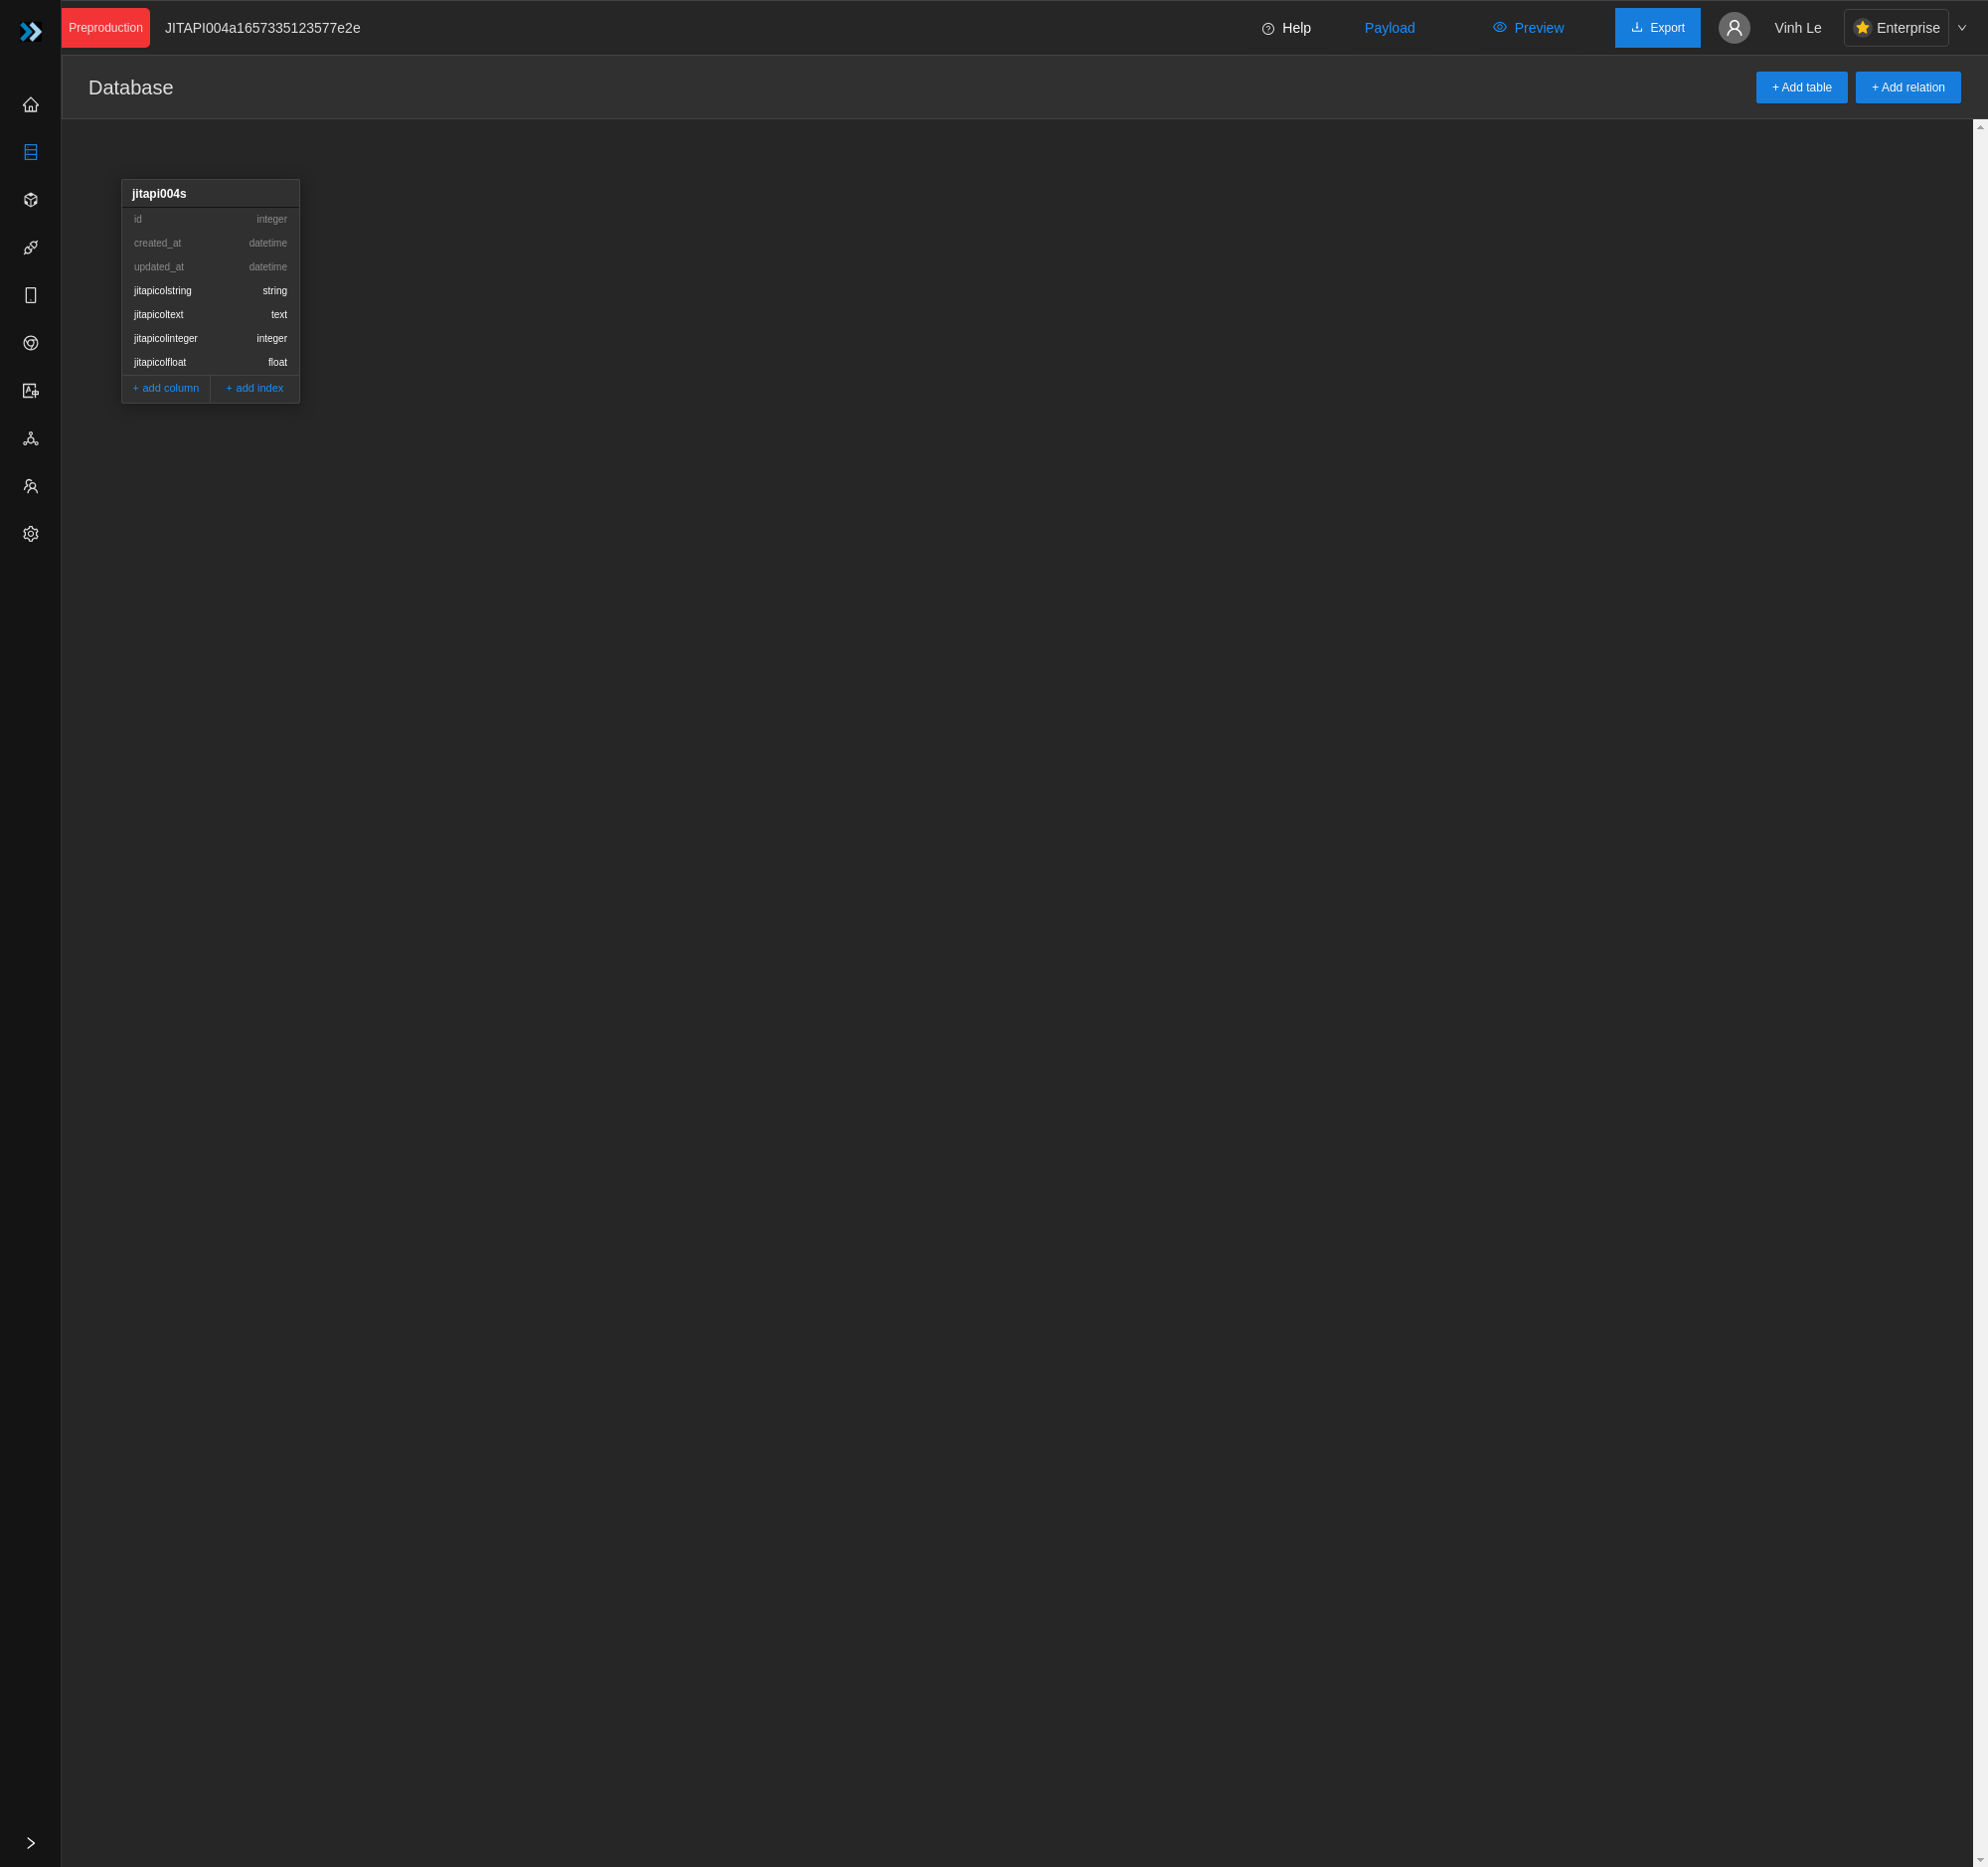 Preproduction JITAPI004a1657335123577e2e Help Payload Preview Export Vinh Le Enterprise
Database + Add table + Add relation
jitapi004s
id integer
created_at datetime
updated_at datetime
jitapicolstring string
jitapicoltext text
jitapicolinteger integer
jitapicolfloat float
+ add column + add index